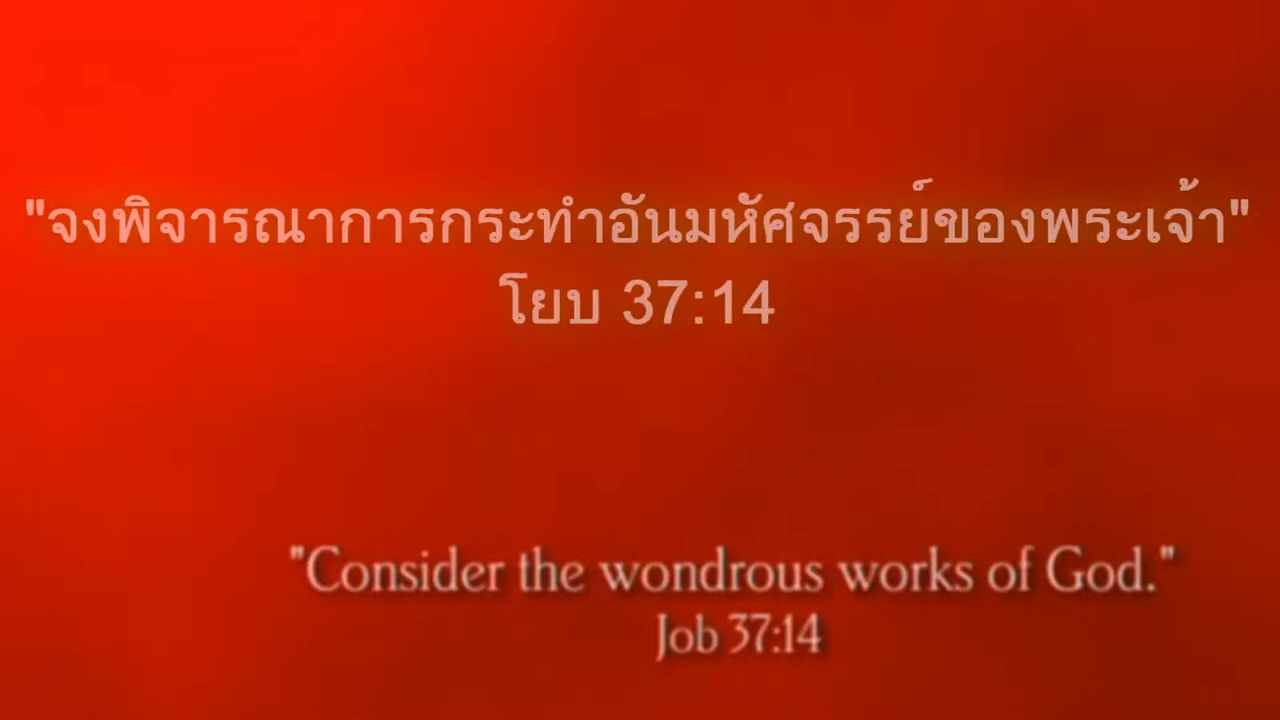 "จงพิจารณาการกระทำอันมหัศจรรย์ของพระเจ้า"
โยบ 37:14
"Consider the wondrous works of God."
Job 37:14